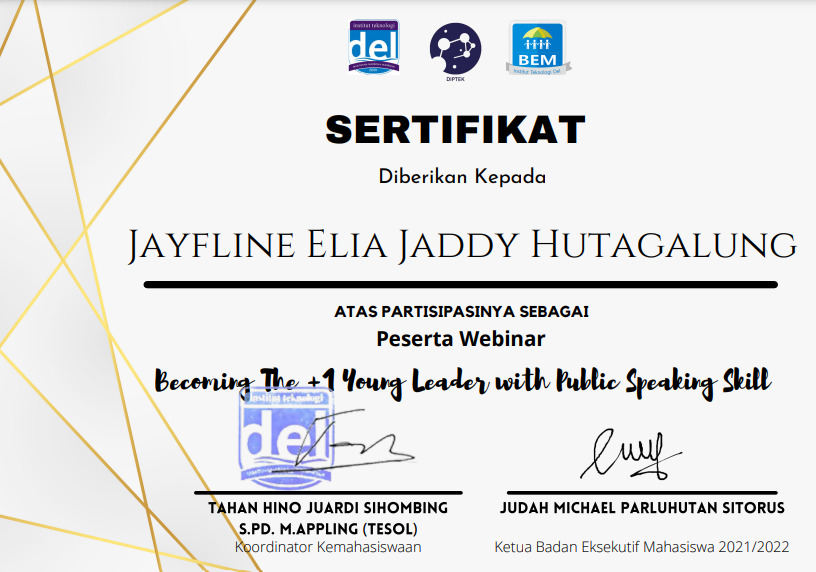 institut teknologi
del
DIPTEK
BEM
Institut Teknologi Del
SERTIFIKAT
Diberikan Kepada
JAYFLINE ELIA JADDY HUTAGALUNG
ATAS PARTISIPASINYA SEBAGAI
Peserta Webinar
Becoming The +1 Young Leader with Public Speaking Skill
institut teknologi
del
TAHAN HINO JUARDI SIHOMBING
S.PD. M.APPLING (TESOL)
Koordinator Kemahasiswaan
JUDAH MICHAEL PARLUHUTAN SITORUS
Ketua Badan Eksekutif Mahasiswa 2021/2022